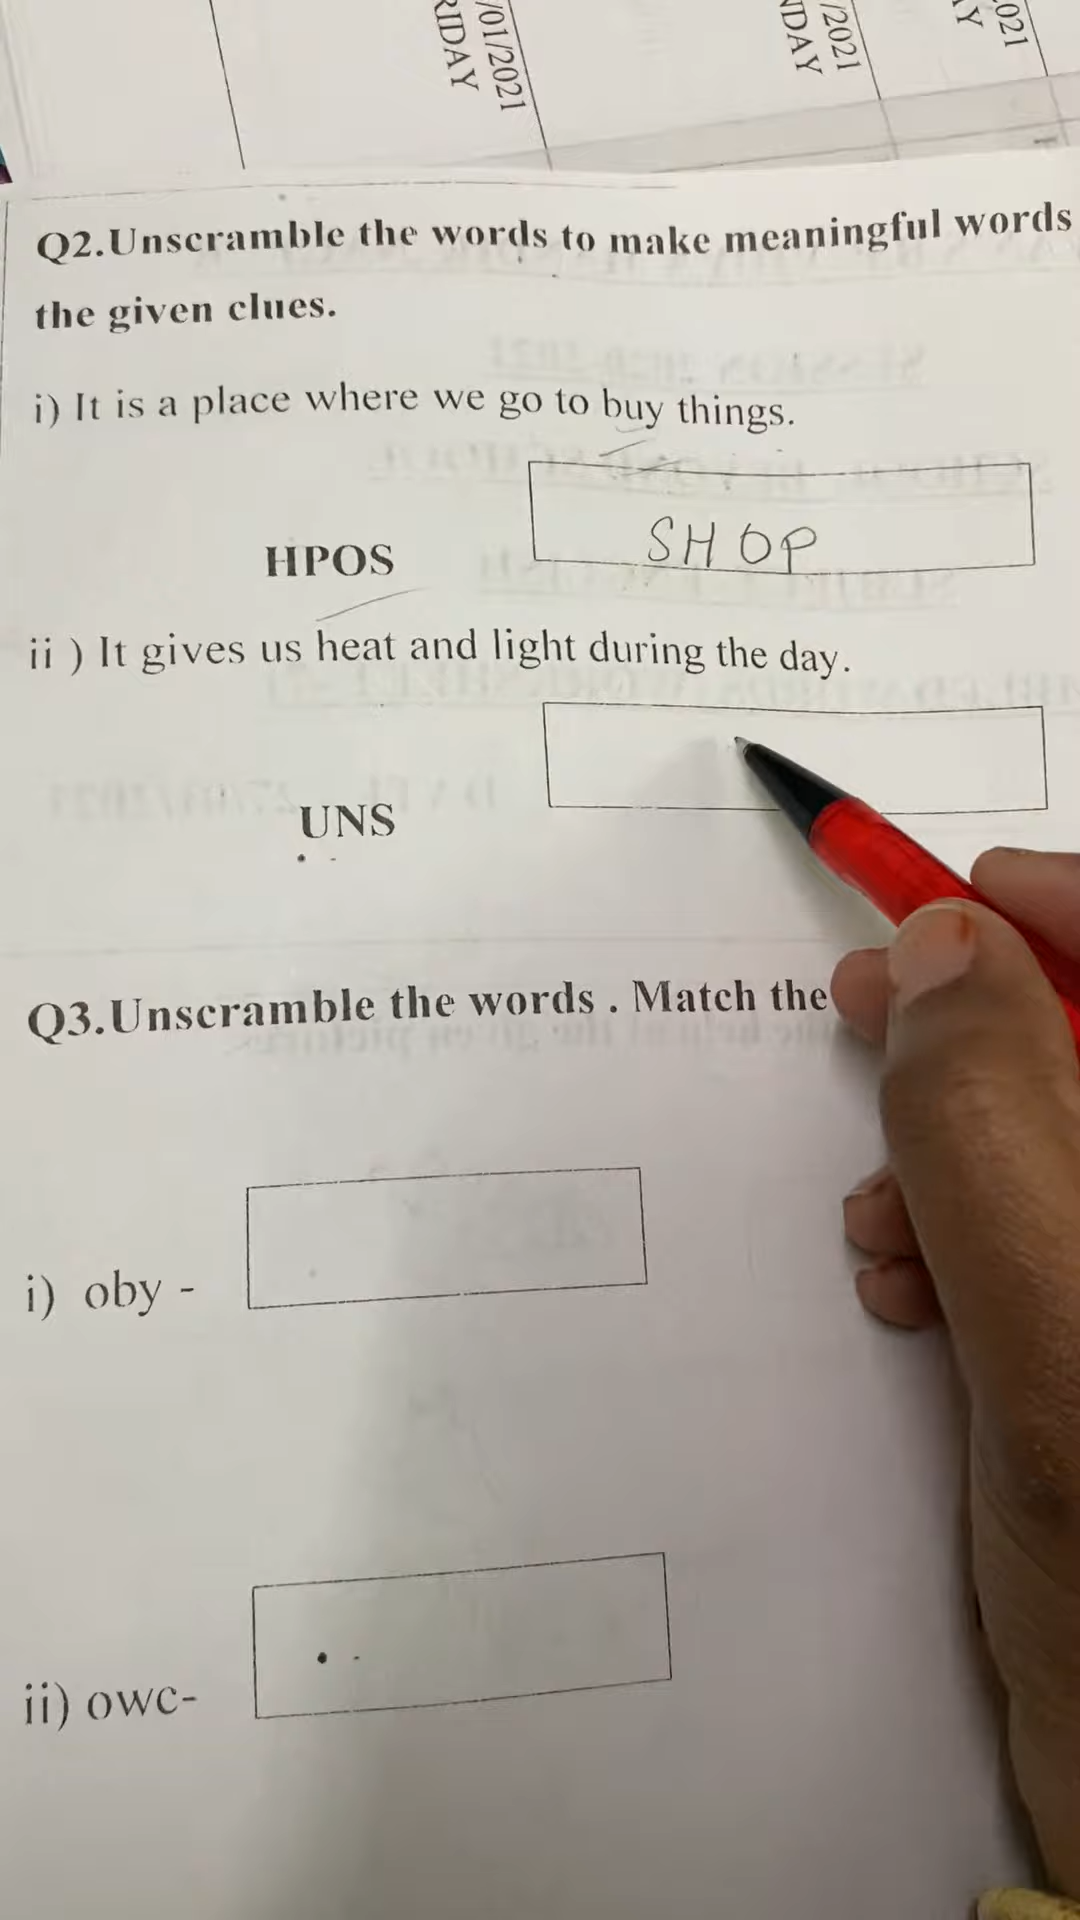 /01/2021
RIDAY
/2021
NDAY
021
AY
Q2.Unscramble the words to make meaningful words
the given clues.
i) It is a place where we go to buy things.
HPOS
SHOP
ii ) It gives us heat and light during the day.
UNS
Q3.Unscramble the words . Match the
i) oby -
ii) owc-